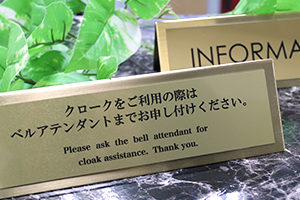 INFORMA
クロークをご利用の際は
ベルアテンダントまでお申し付けください。
Please ask the bell attendant for
cloak assistance. Thank you.